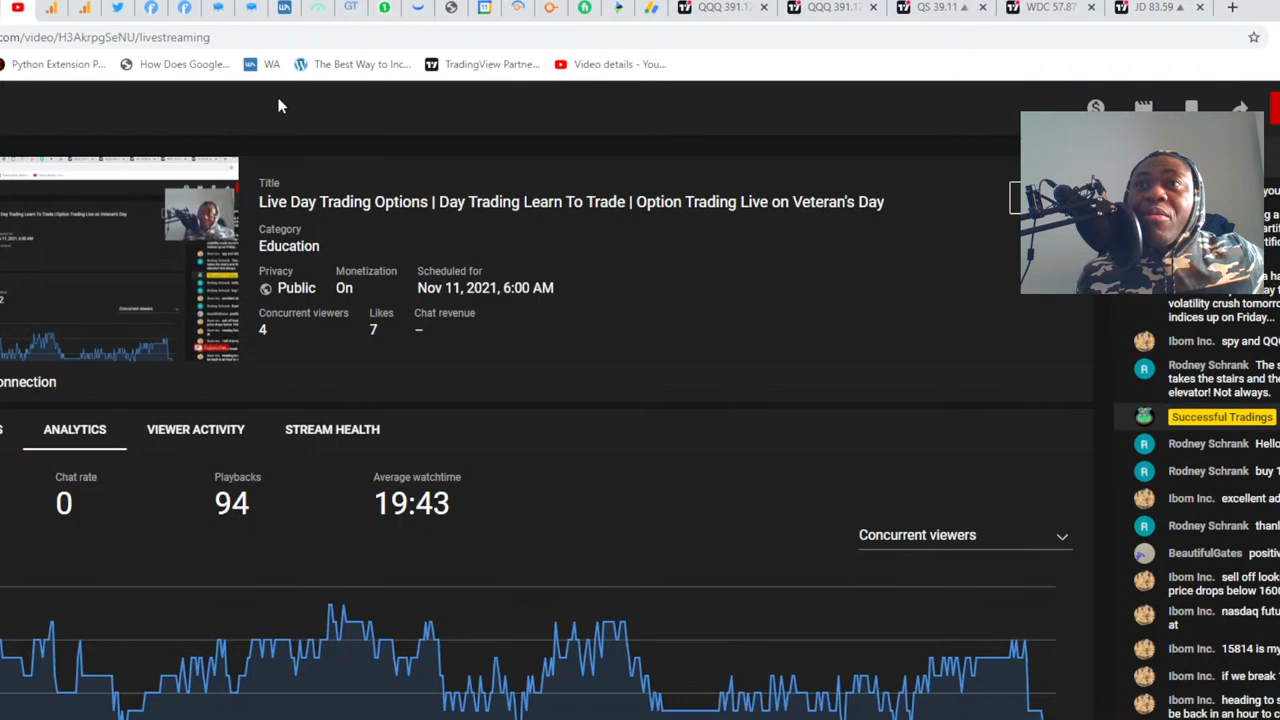 GT
QQQ 391.12
QQQ 391.12
QS 39.11
WDC 57.87
JD 83.59
com/video/H3AkrpgSeNU/livestreaming
Python Extension P...
How Does Google...
WA
The Best Way to Inc...
TradingView Partne...
Video details - You...
Title
Live Day Trading Options | Day Trading Learn To Trade | Option Trading Live on Veteran's Day
Category
Education
Privacy
Monetization
Scheduled for
Public
On
Nov 11, 2021, 6:00 AM
Concurrent viewers
Likes
Chat revenue
4
7
–
onnection
ANALYTICS
VIEWER ACTIVITY
STREAM HEALTH
Chat rate
Playbacks
Average watchtime
0
94
19:43
Concurrent viewers
volatility crush tomorro
indices up on Friday...
Ibom Inc. spy and QQ
Rodney Schrank The s
takes the stairs and the
elevator! Not always.
Successful Tradings
Rodney Schrank Hello
Rodney Schrank buy 1
Ibom Inc. excellent ad
Rodney Schrank than
BeautifulGates positiv
Ibom Inc. sell off look
price drops below 1600
Ibom Inc. nasdaq futu
at
Ibom Inc. 15814 is my
Ibom Inc. if we break
Ibom Inc. heading to s
be back in an hour to c